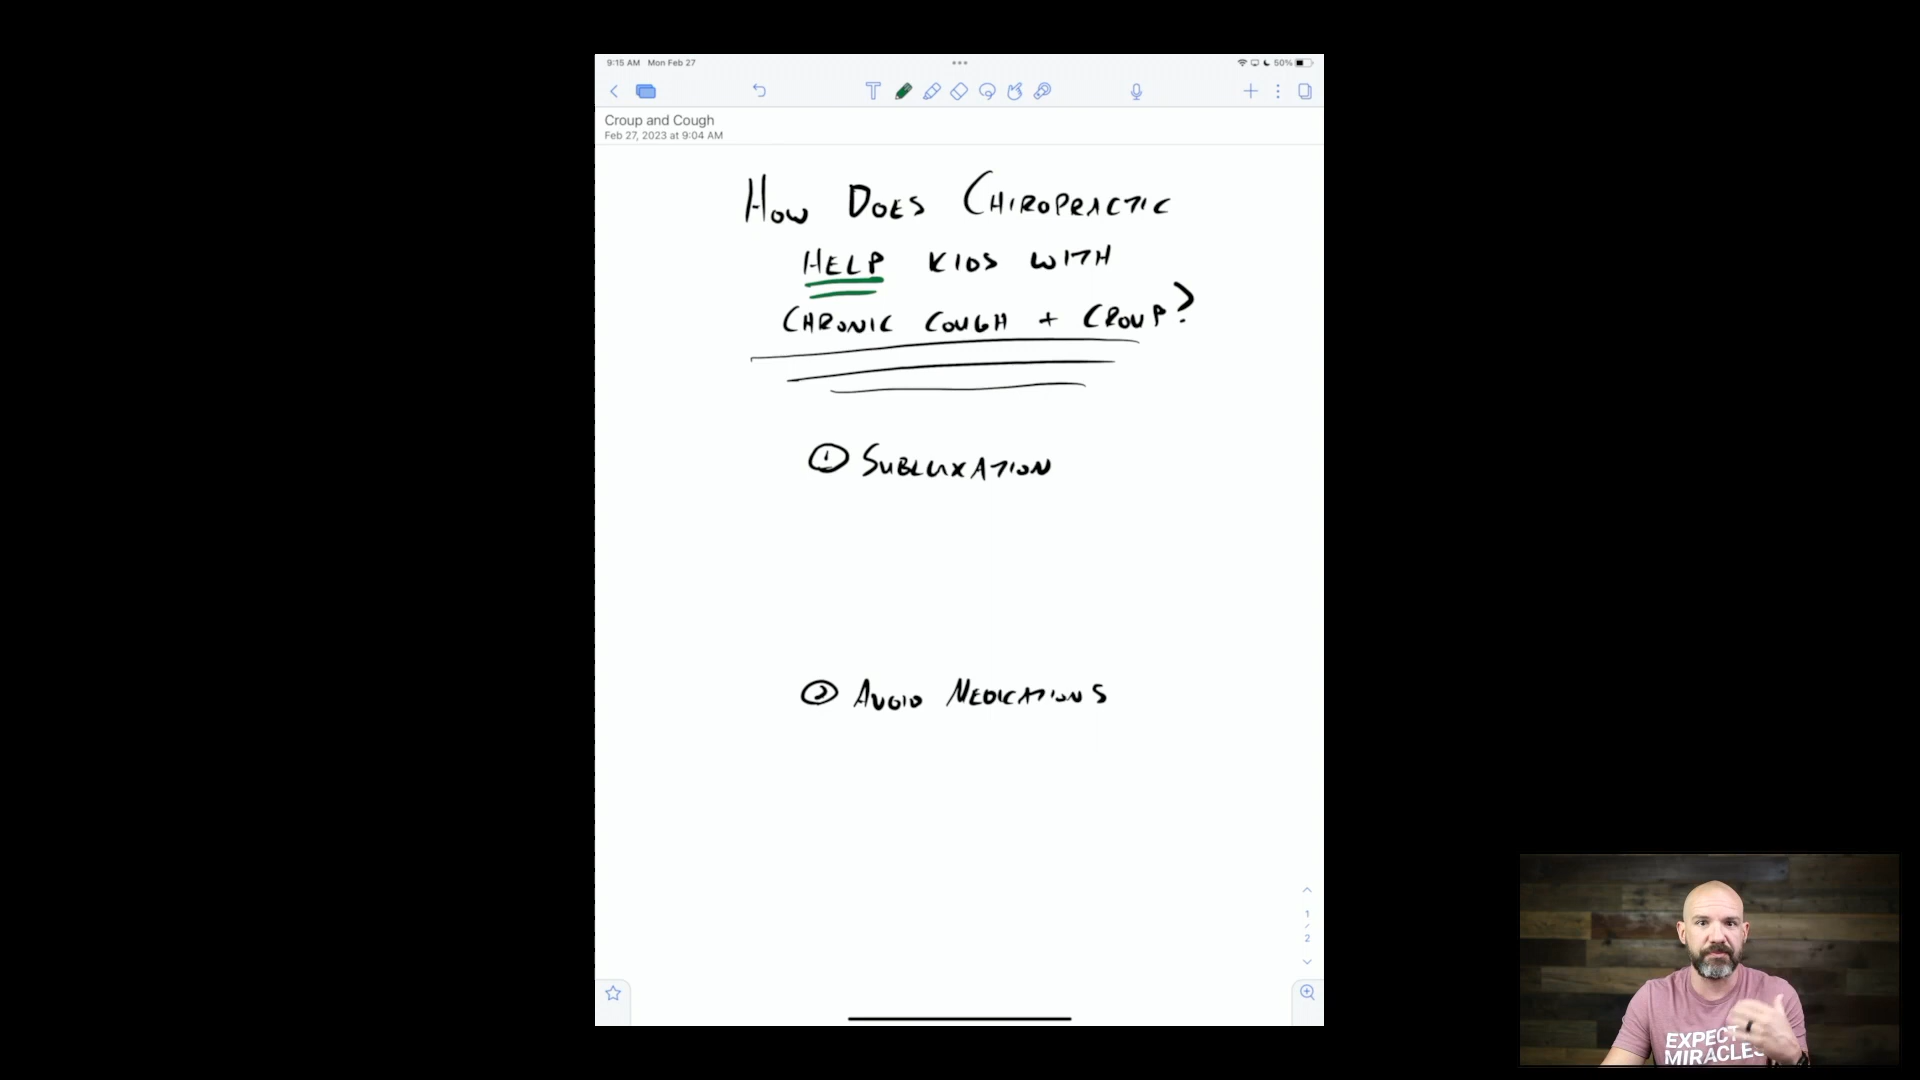 9:15 AM Mon Feb 27
50%
Croup and Cough
Feb 27, 2023 at 9:04 AM
HOW DOES CHIROPRACTIC
HELP KIDS WITH
CHRONIC COUGH + CROUP?
1 SUBLUXATION
2 AVOID MEDICATIONS
1
/
2
EXPECT
MIRACLES